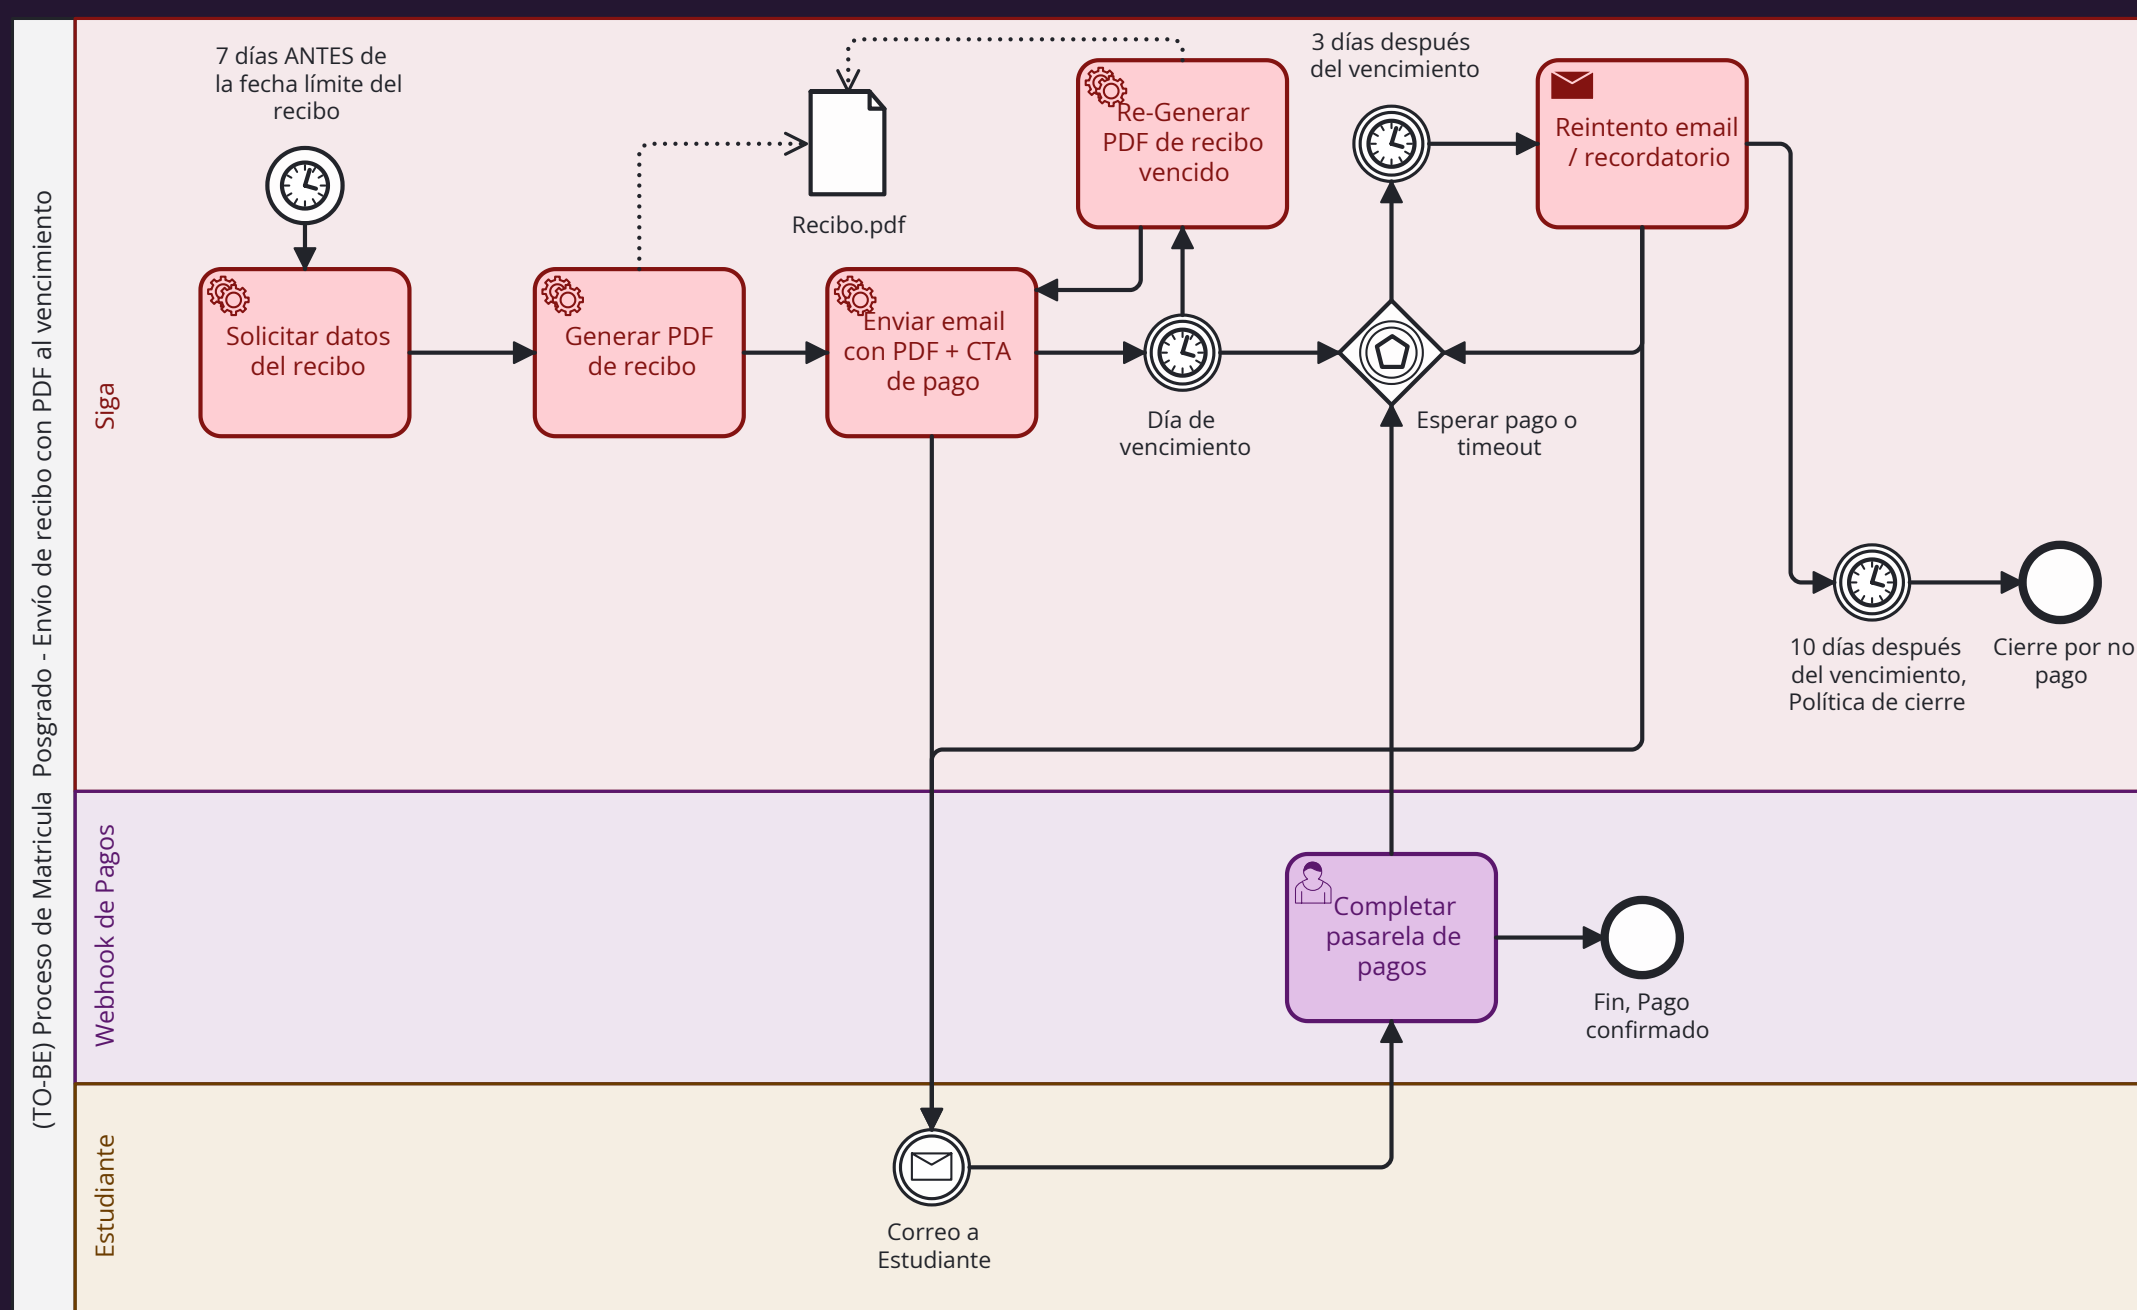 (TO-BE) Proceso de Matricula Posgrado - Envío de recibo con PDF al vencimiento
Siga
7 días ANTES de
la fecha límite del
recibo
Solicitar datos
del recibo
Generar PDF
de recibo
Recibo.pdf
Enviar email
con PDF + CTA
de pago
Re-Generar
PDF de recibo
vencido
Día de
vencimiento
3 días después
del vencimiento
Esperar pago o
timeout
Reintento email
/ recordatorio
10 días después
del vencimiento,
Política de cierre
Cierre por no
pago
Webhook de Pagos
Completar
pasarela de
pagos
Fin, Pago
confirmado
Estudiante
Correo a
Estudiante